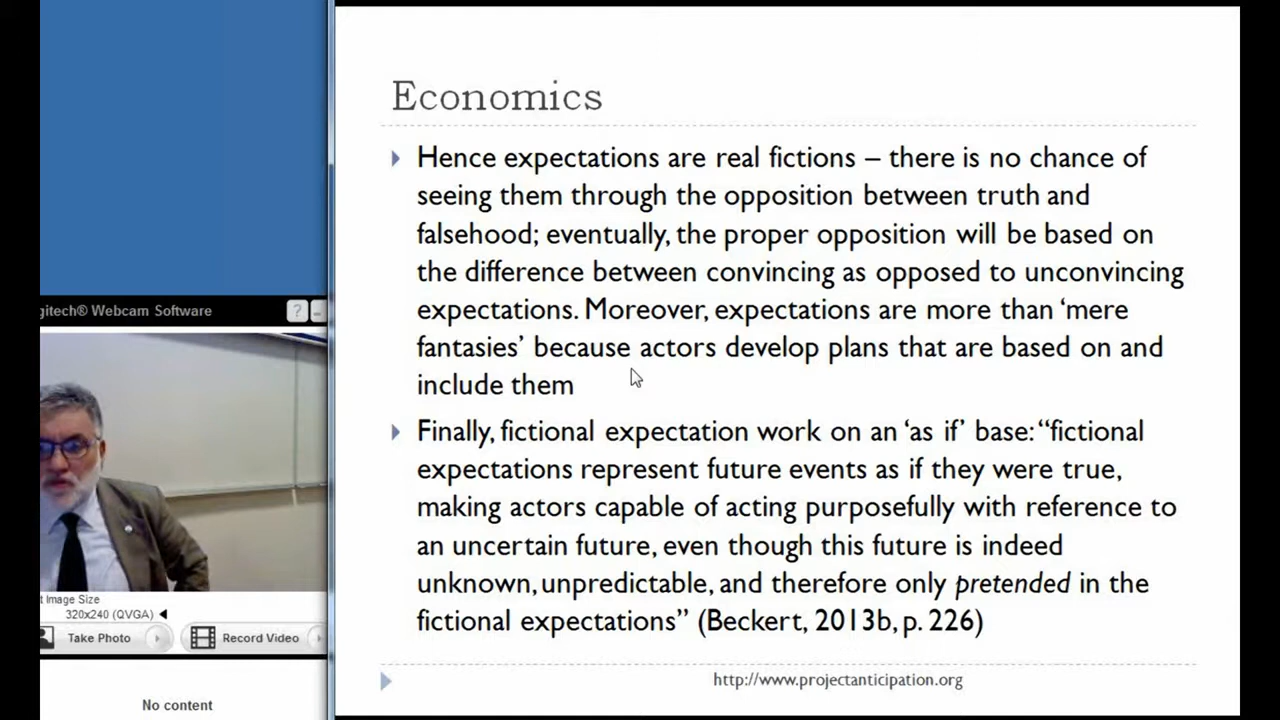 Economics
Hence expectations are real fictions – there is no chance of
seeing them through the opposition between truth and
falsehood; eventually, the proper opposition will be based on
the difference between convincing as opposed to unconvincing
expectations. Moreover, expectations are more than ‘mere
fantasies’ because actors develop plans that are based on and
include them
Finally, fictional expectation work on an ‘as if’ base: “fictional
expectations represent future events as if they were true,
making actors capable of acting purposefully with reference to
an uncertain future, even though this future is indeed
unknown, unpredictable, and therefore only pretended in the
fictional expectations” (Beckert, 2013b, p. 226)
http://www.projectanticipation.org
gitech® Webcam Software
?
t Image Size
320x240 (QVGA)
Take Photo
Record Video
No content